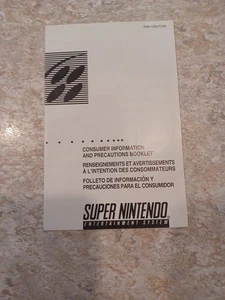 CONSUMER INFORMATION
AND PRECAUTIONS BOOKLET
RENSEIGNEMENTS ET AVERTISSEMENTS
À L'INTENTION DES CONSOMMATEURS
FOLLETO DE INFORMACIÓN Y
PRECAUCIONES PARA EL CONSUMIDOR
SUPER NINTENDO
ENTERTAINMENT SYSTEM